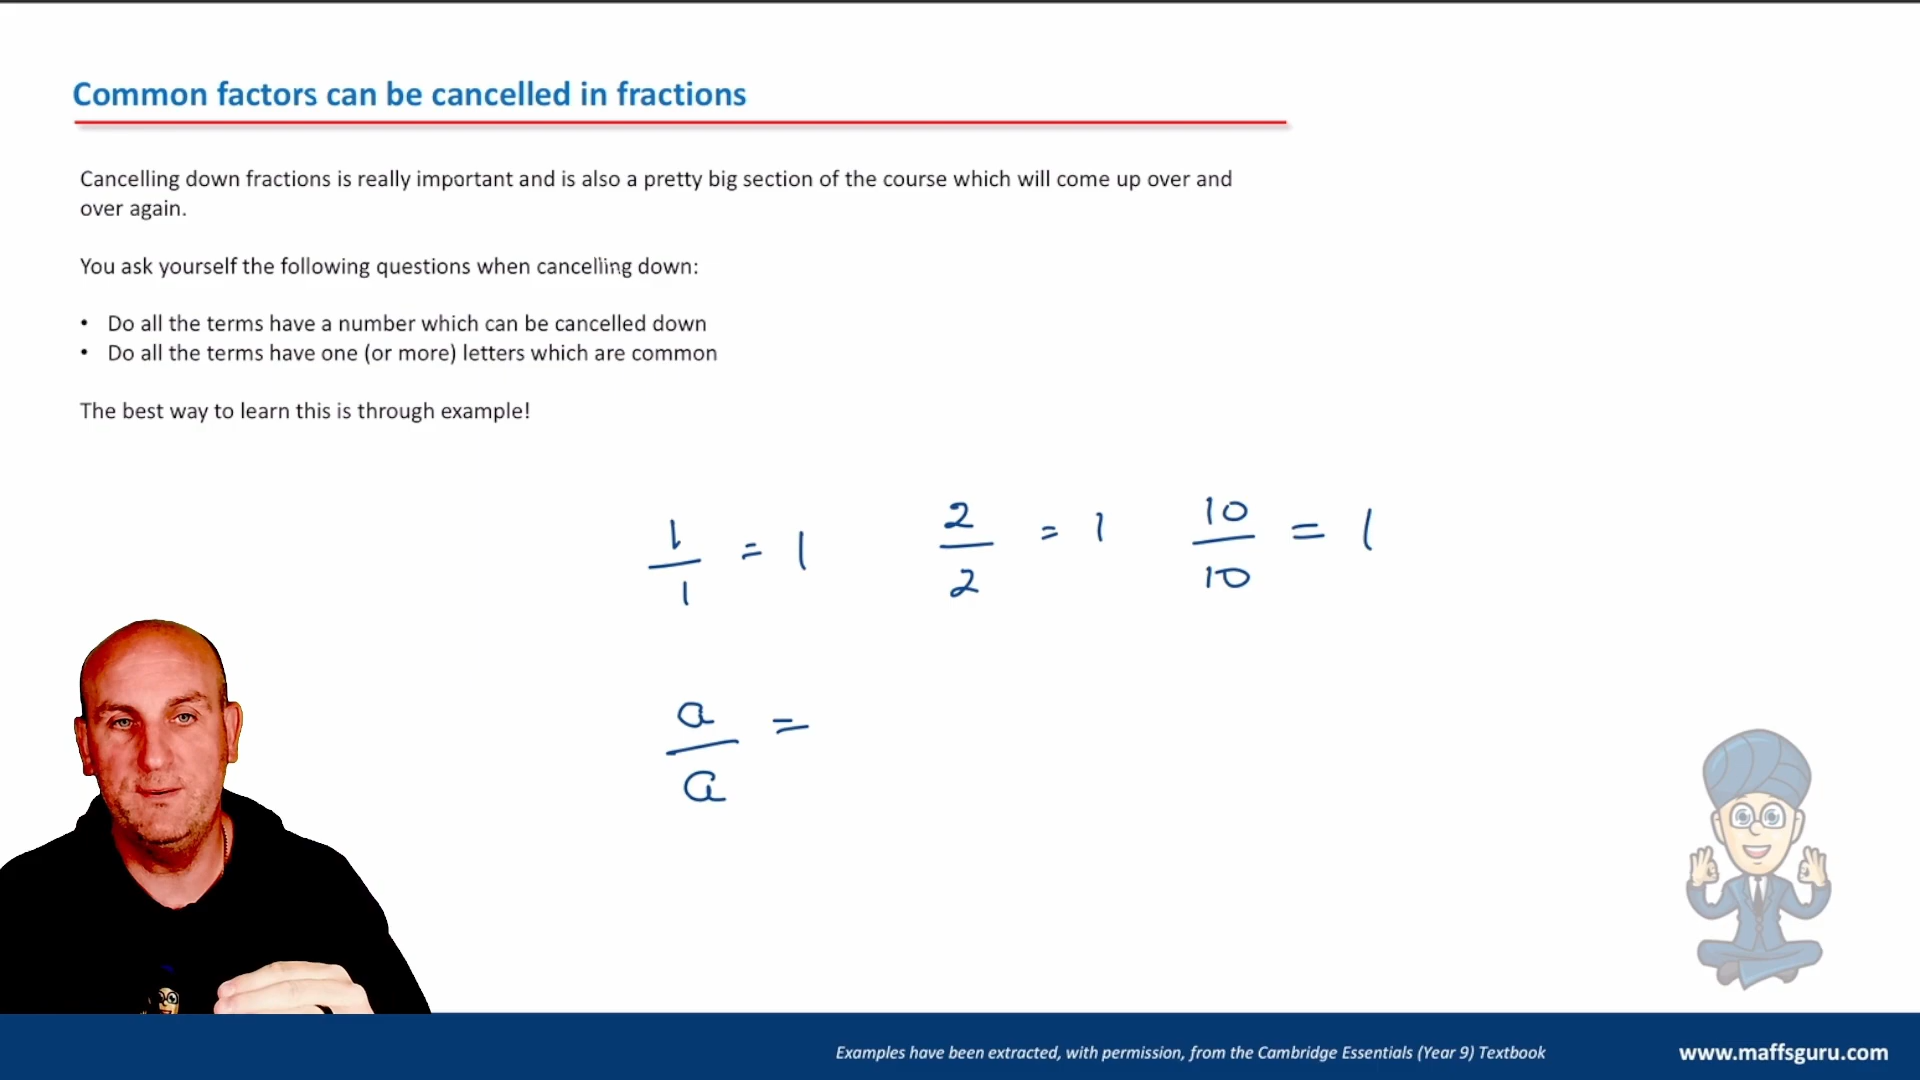 Common factors can be cancelled in fractions
Cancelling down fractions is really important and is also a pretty big section of the course which will come up over and
over again.
You ask yourself the following questions when cancelling down:
• Do all the terms have a number which can be cancelled down
• Do all the terms have one (or more) letters which are common
The best way to learn this is through example!
1/1 = 1 2/2 = 1 10/10 = 1
a/a =
Examples have been extracted, with permission, from the Cambridge Essentials (Year 9) Textbook
www.maffsguru.com